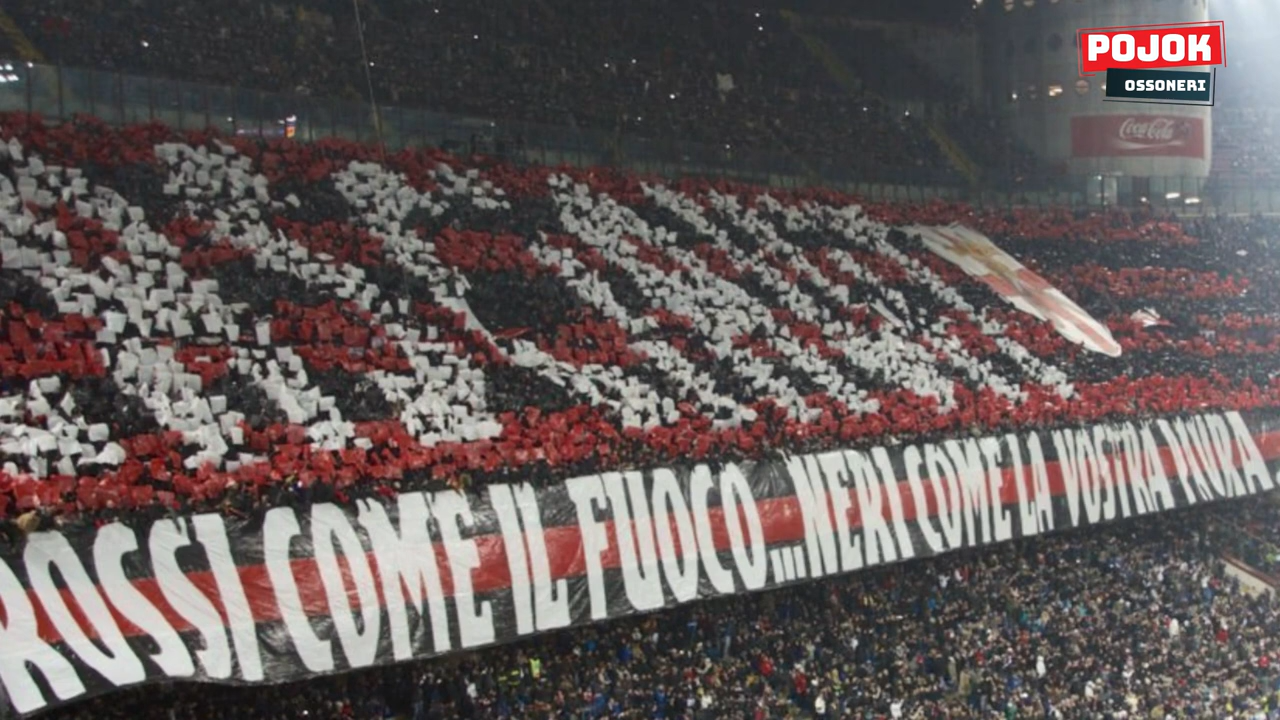 POJOK
OSSONERI
Coca-Cola
ROSSI COME IL FUOCO...NERI COME LA VOSTRA PAURA